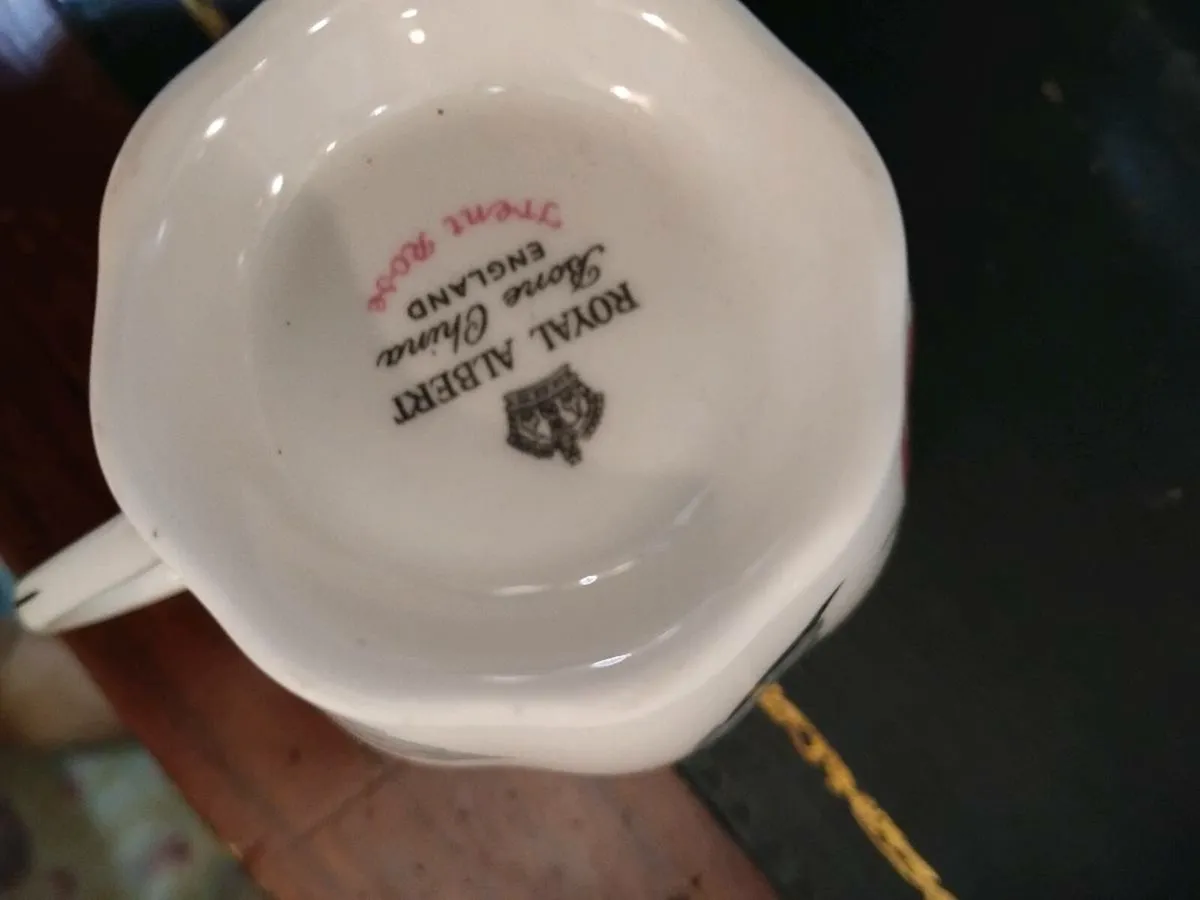 ROYAL ALBERT
Bone China
ENGLAND
Trent Rose